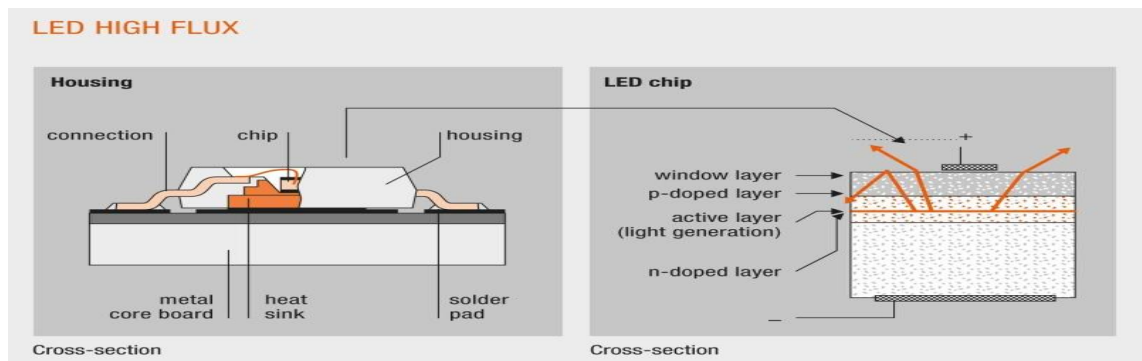 LED HIGH FLUX
Housing
connection
chip
housing
metal
core board
heat
sink
solder
pad
Cross-section
LED chip
+
window layer
p-doped layer
active layer
(light generation)
n-doped layer
–
Cross-section